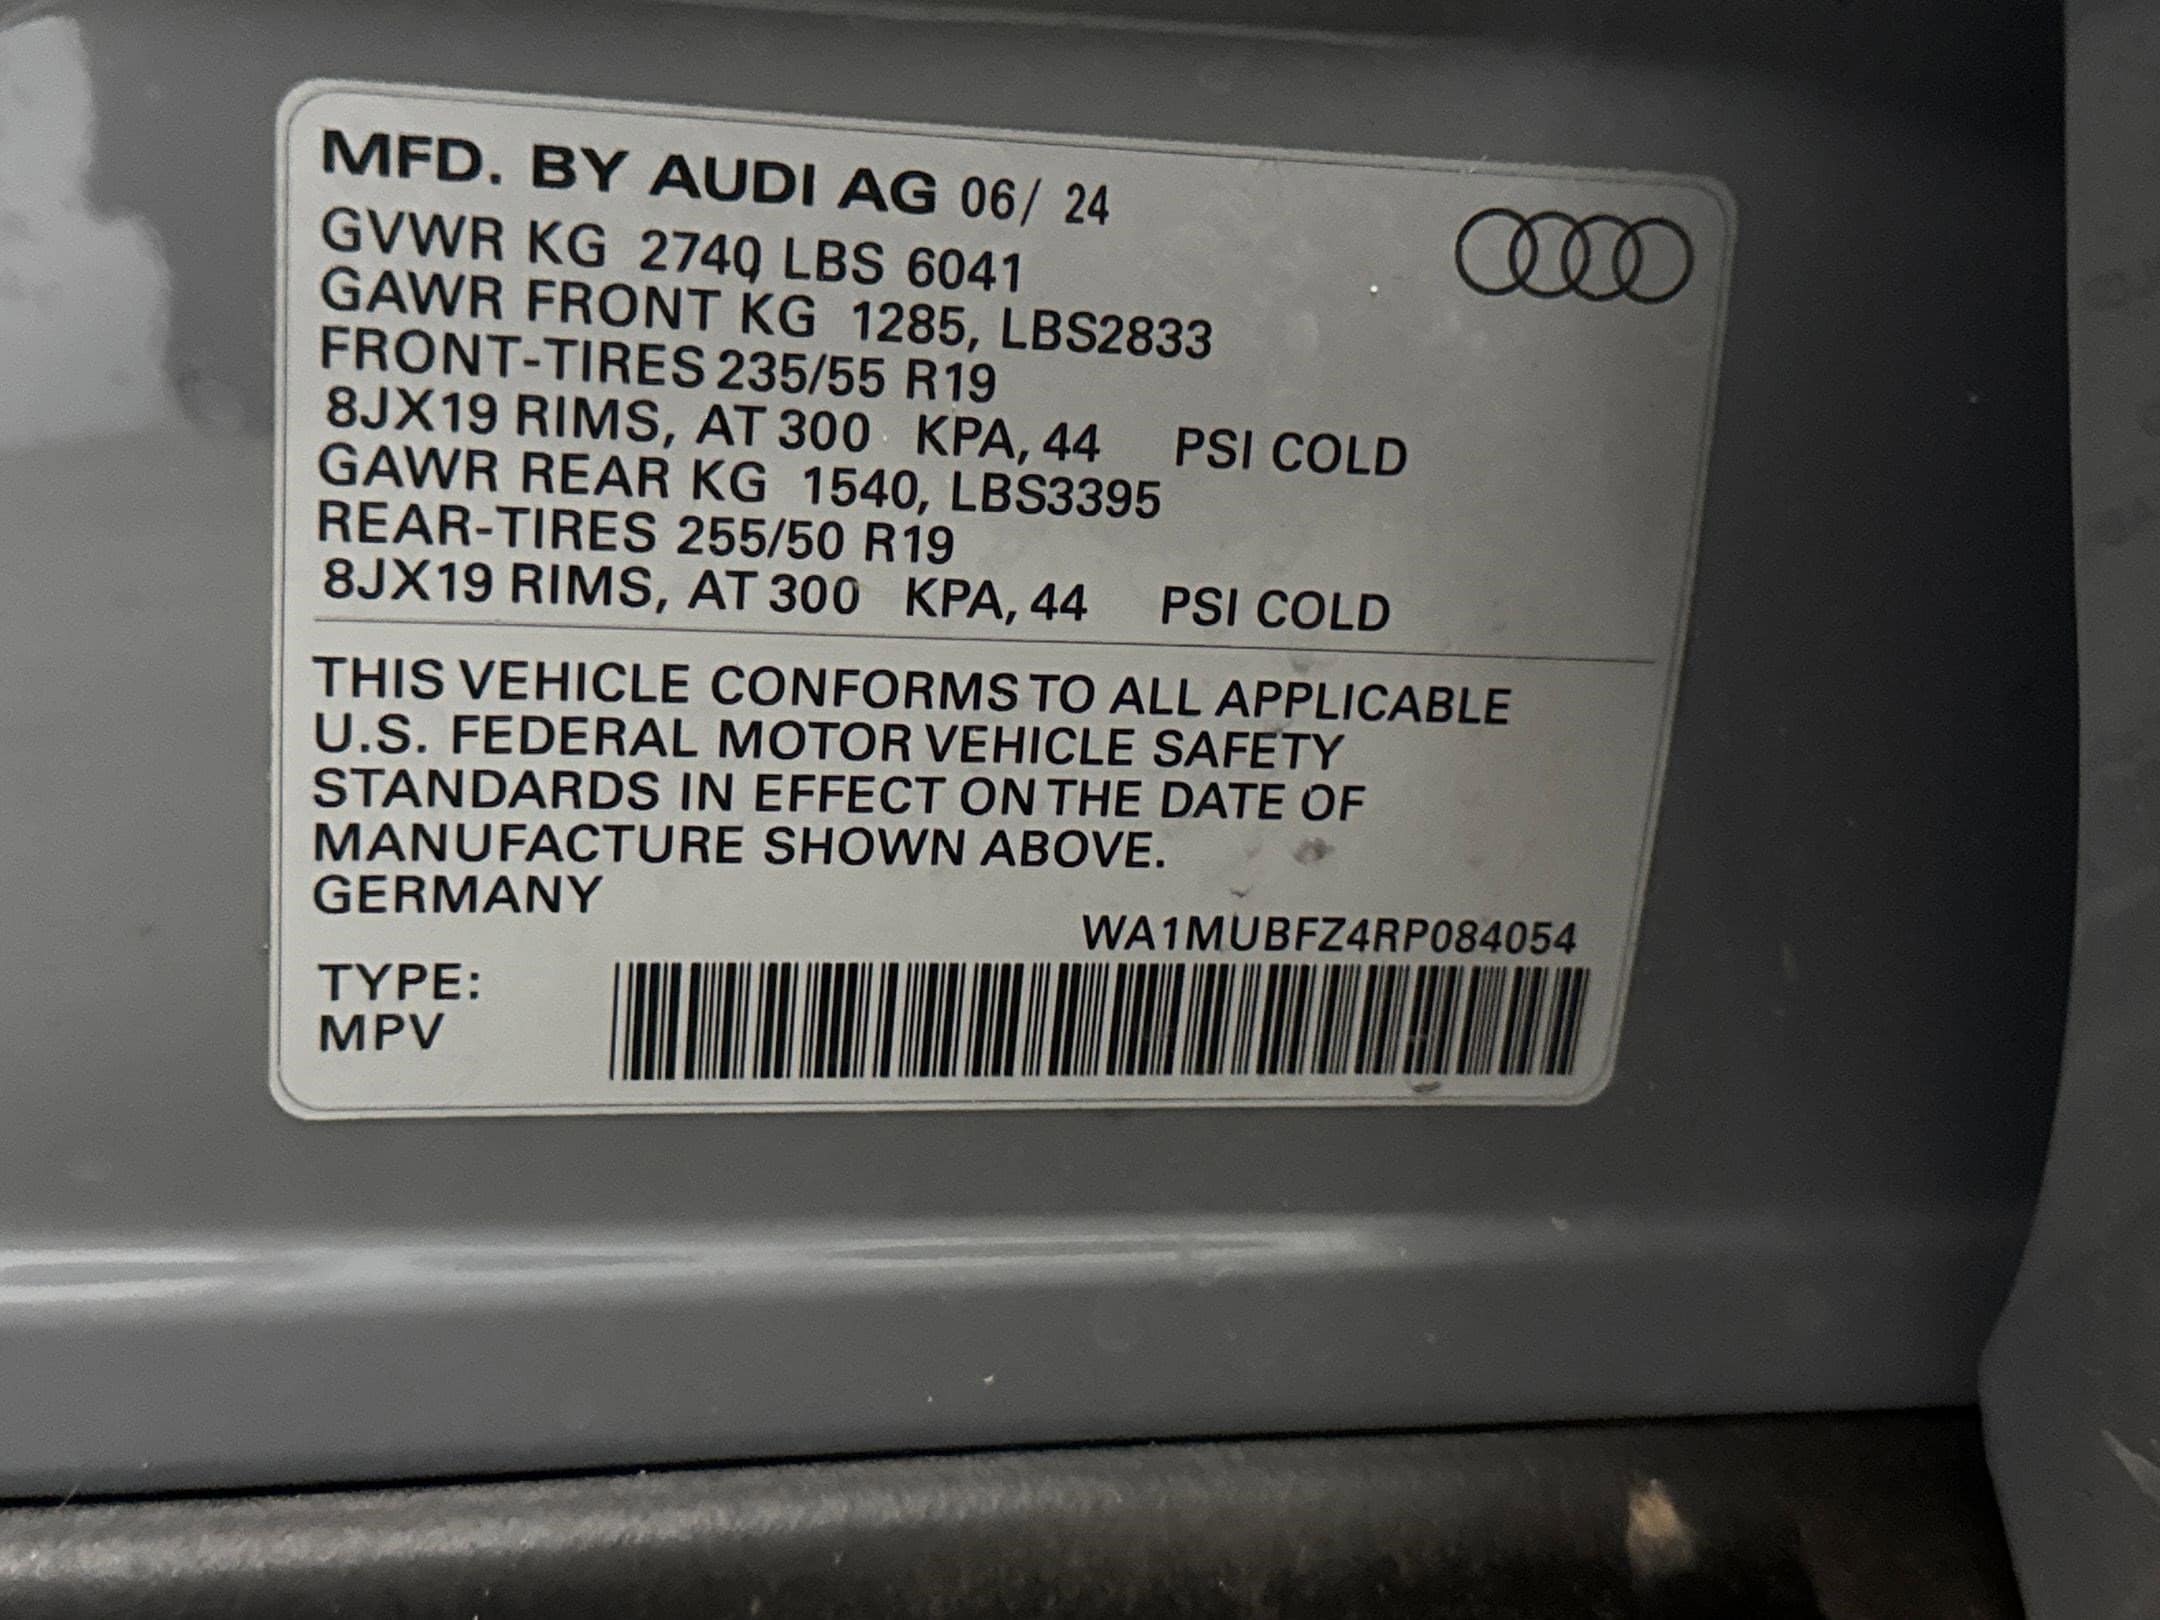 MFD. BY AUDI AG 06/ 24
GVWR KG 2740 LBS 6041
GAWR FRONT KG 1285, LBS2833
FRONT-TIRES 235/55 R19
8JX19 RIMS, AT 300 KPA, 44 PSI COLD
GAWR REAR KG 1540, LBS3395
REAR-TIRES 255/50 R19
8JX19 RIMS, AT 300 KPA, 44 PSI COLD
THIS VEHICLE CONFORMS TO ALL APPLICABLE
U.S. FEDERAL MOTOR VEHICLE SAFETY
STANDARDS IN EFFECT ON THE DATE OF
MANUFACTURE SHOWN ABOVE.
GERMANY
WA1MUBFZ4RP084054
TYPE:
MPV